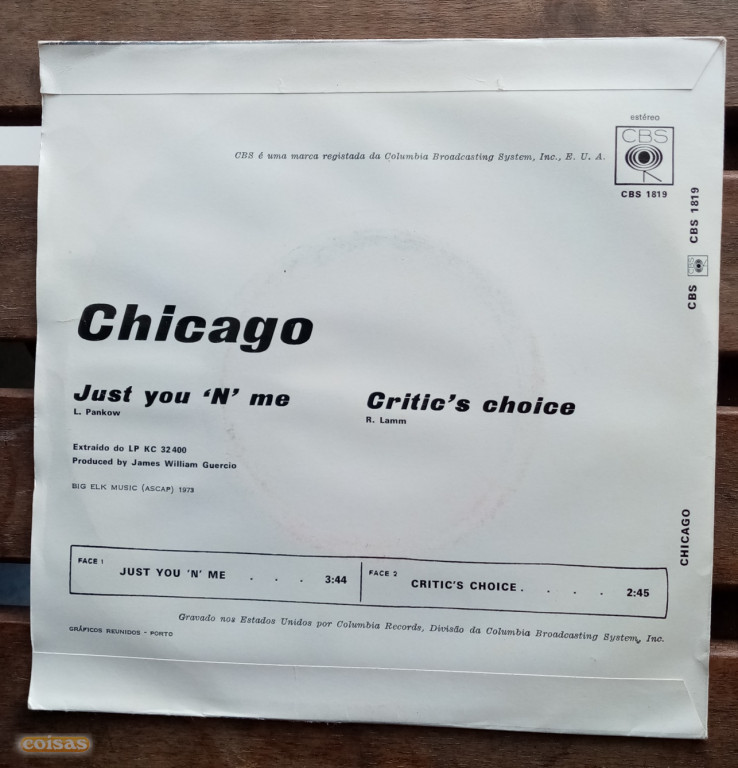 estéreo
CBS
CBS é uma marca registada da Columbia Broadcasting System, Inc., E. U. A.
CBS 1819
CBS 1819
CBS
CBS
Chicago
Just you ‘N’ me
L. Pankow
Critic's choice
R. Lamm
Extraído do LP KC 32400
Produced by James William Guercio
BIG ELK MUSIC (ASCAP) 1973
CHICAGO
FACE 1
JUST YOU 'N' ME . . . 3:44
FACE 2
CRITIC'S CHOICE . . . . 2:45
Gravado nos Estados Unidos por Columbia Records, Divisão da Columbia Broadcasting System, Inc.
GRÁFICOS REUNIDOS - PORTO
coisas